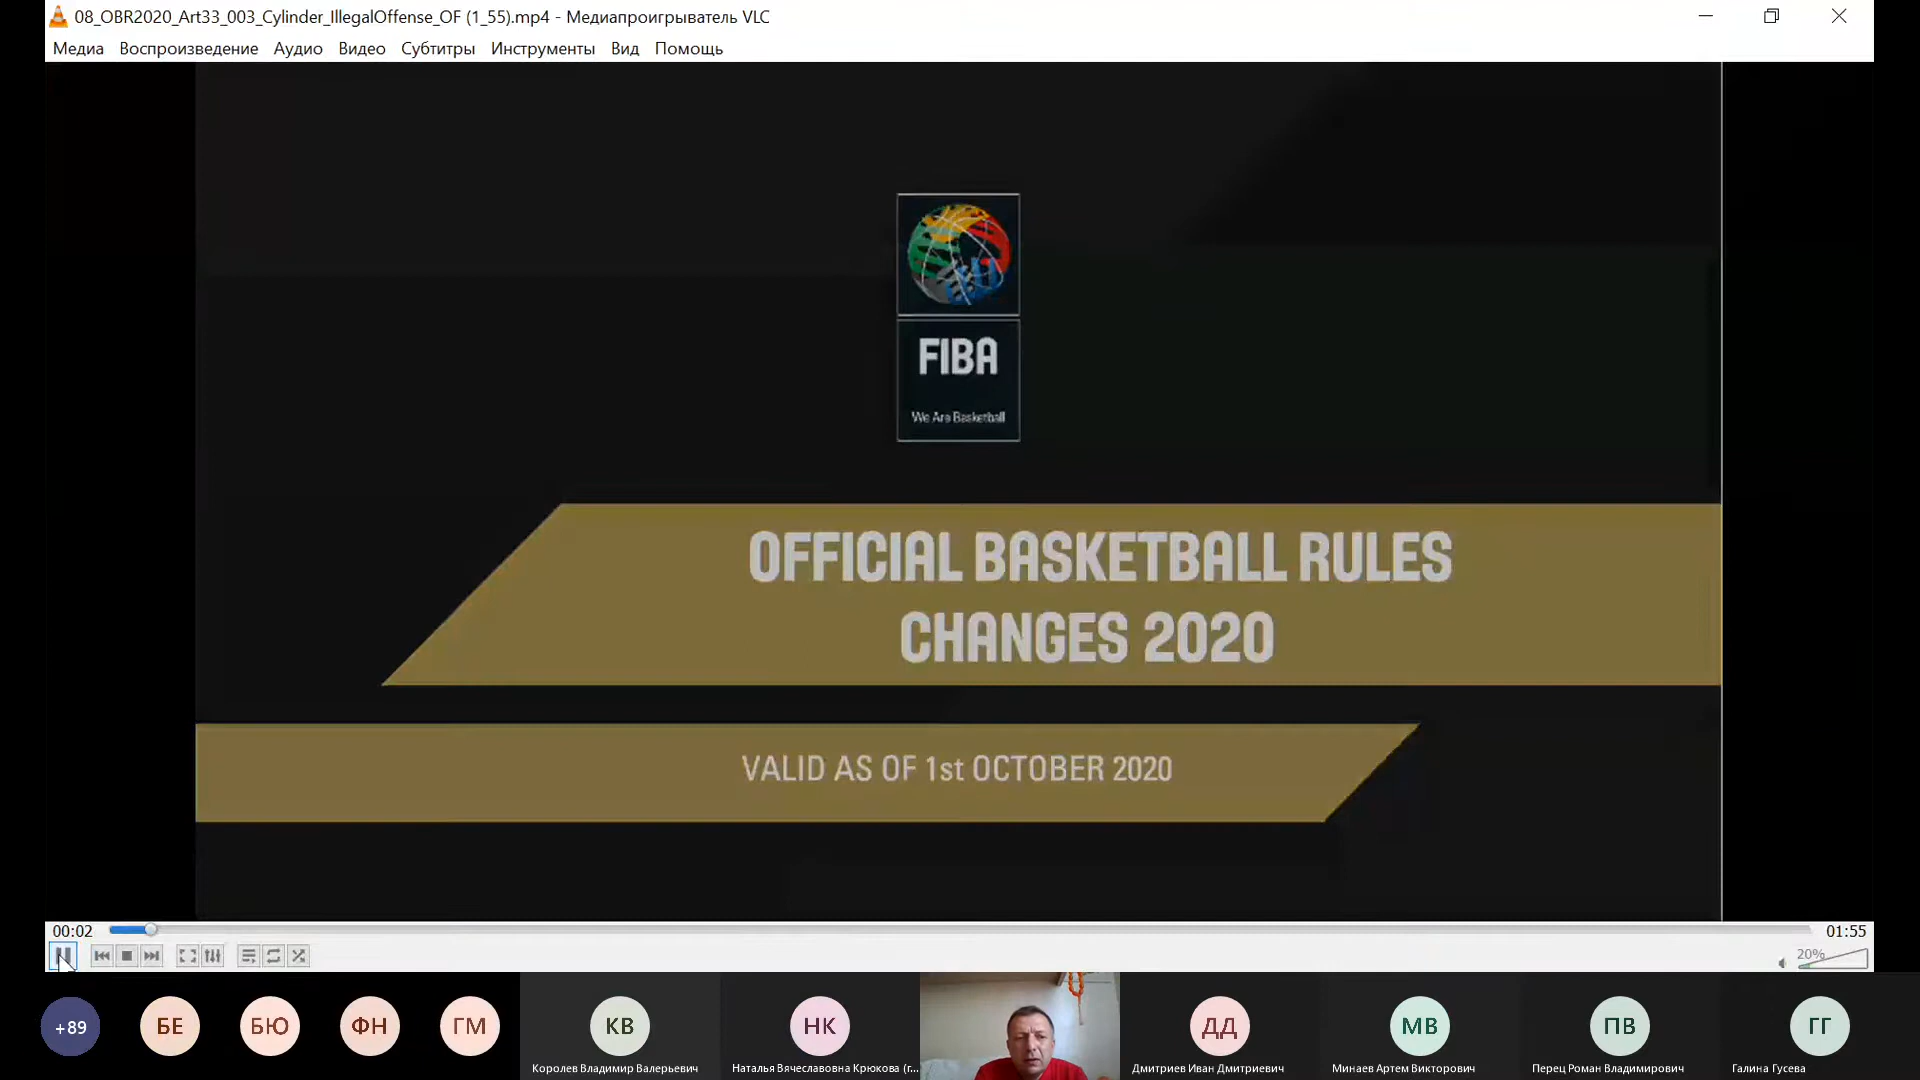 08_OBR2020_Art33_003_Cylinder_IllegalOffense_OF (1_55).mp4 - Медиапроигрыватель VLC
Медиа Воспроизведение Аудио Видео Субтитры Инструменты Вид Помощь
FIBA
We Are Basketball
OFFICIAL BASKETBALL RULES
CHANGES 2020
VALID AS OF 1st OCTOBER 2020
00:02
01:55
20%
+89
БЕ
БЮ
ФН
ГМ
КВ
НК
ДД
МВ
ПВ
ГГ
Королев Владимир Валерьевич
Наталья Вячеславовна Крюкова (г...
Дмитриев Иван Дмитриевич
Минаев Артем Викторович
Перец Роман Владимирович
Галина Гусева